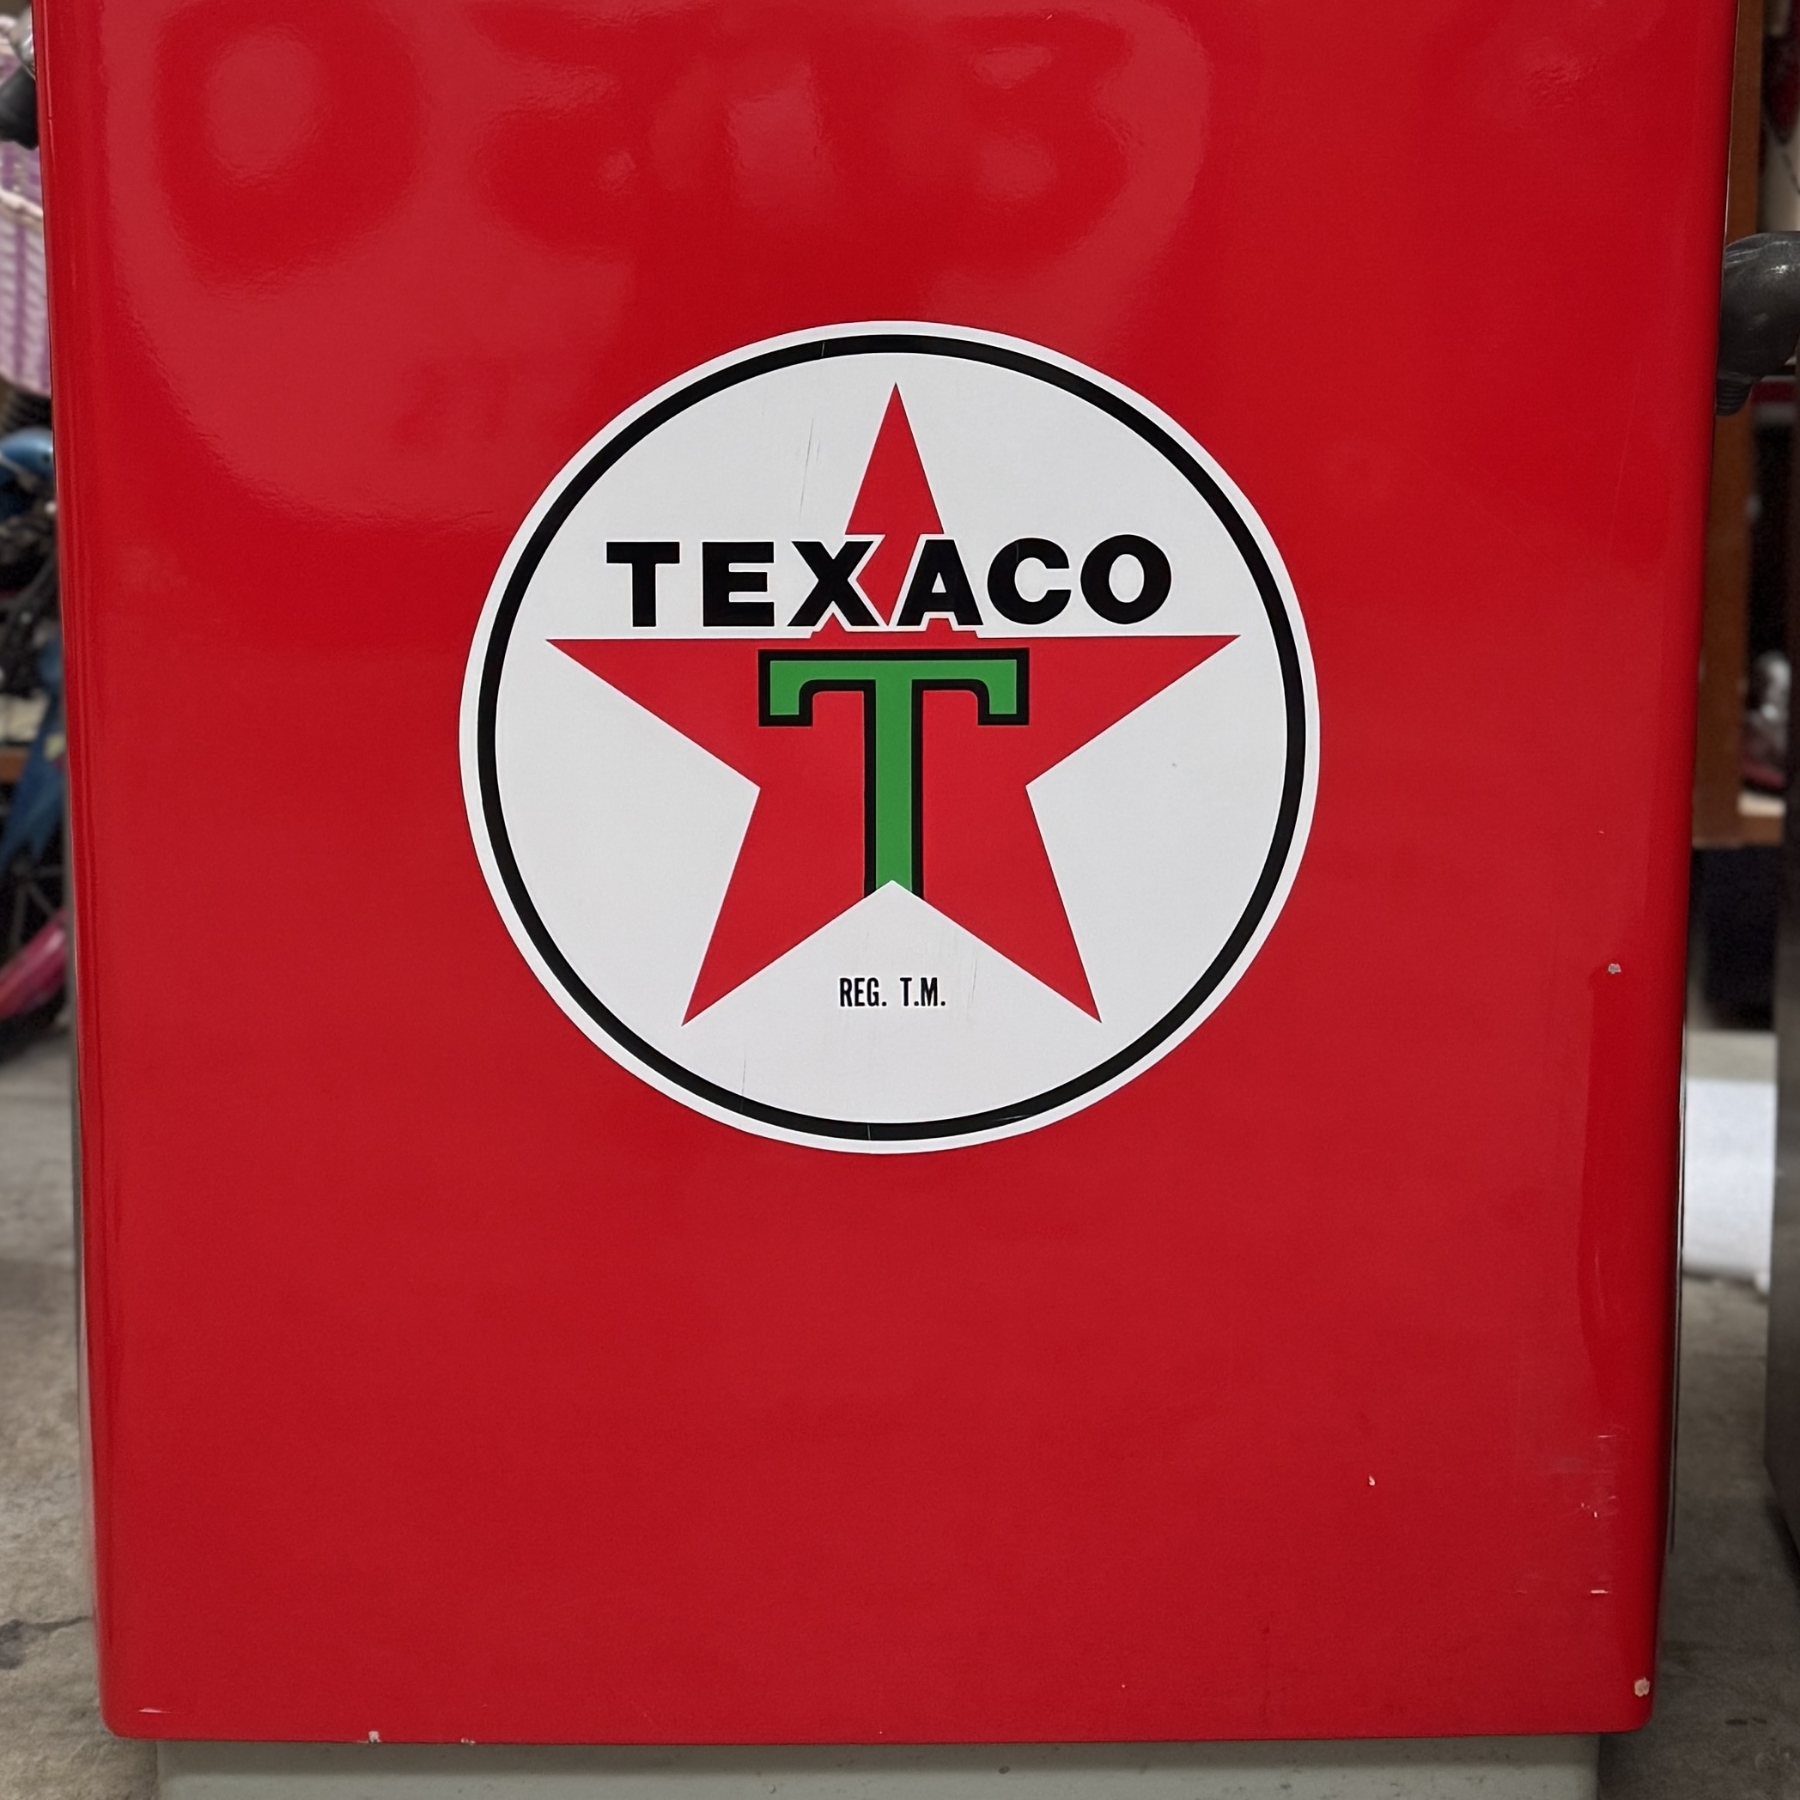 TEXACO
T
REG. T.M.